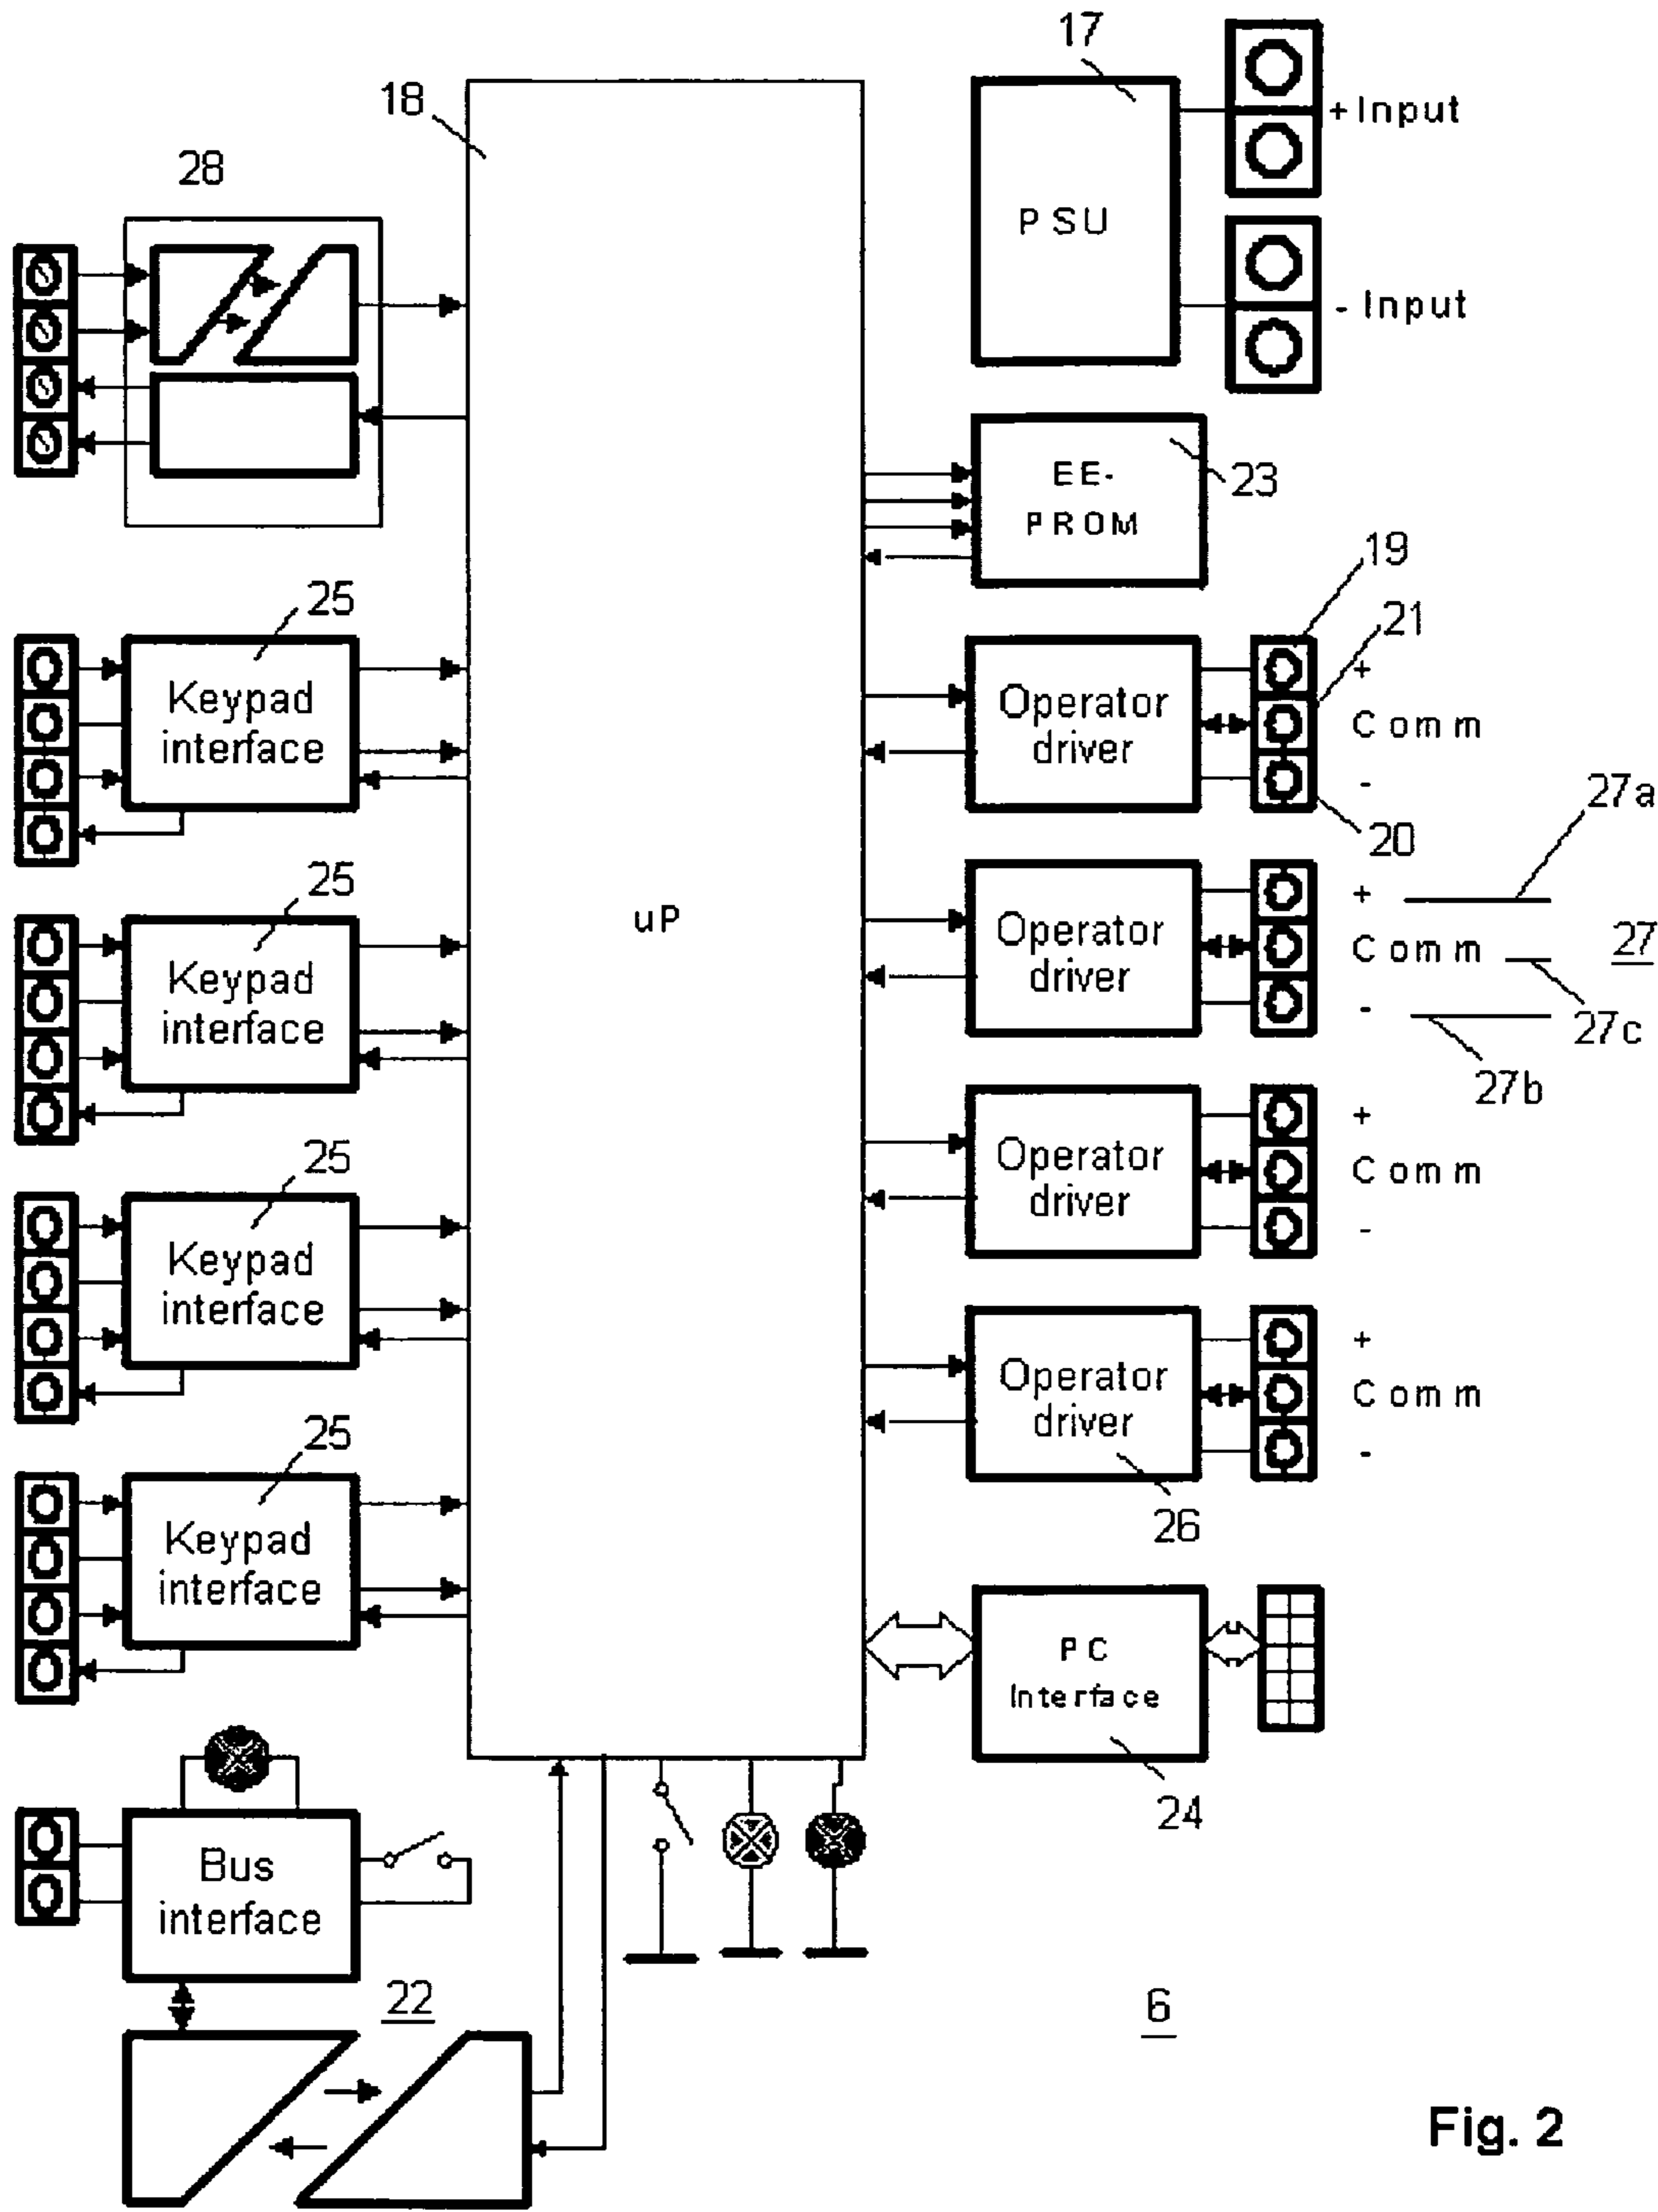 17
+Input
18
28
PSU
- Input
EE-
PROM
23
19
25
21
Keypad
interface
Operator
driver
+
Comm
-
20
27a
25
uP
Keypad
interface
Operator
driver
+
Comm
-
27
27c
27b
25
Keypad
interface
Operator
driver
+
Comm
-
25
Keypad
interface
Operator
driver
+
Comm
-
26
PC
Interface
24
Bus
interface
22
6
Fig. 2